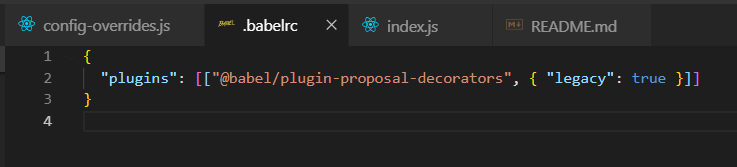 config-overrides.js .babelrc index.js README.md
1 {
2 "plugins": [["@babel/plugin-proposal-decorators", { "legacy": true }]]
3 }
4